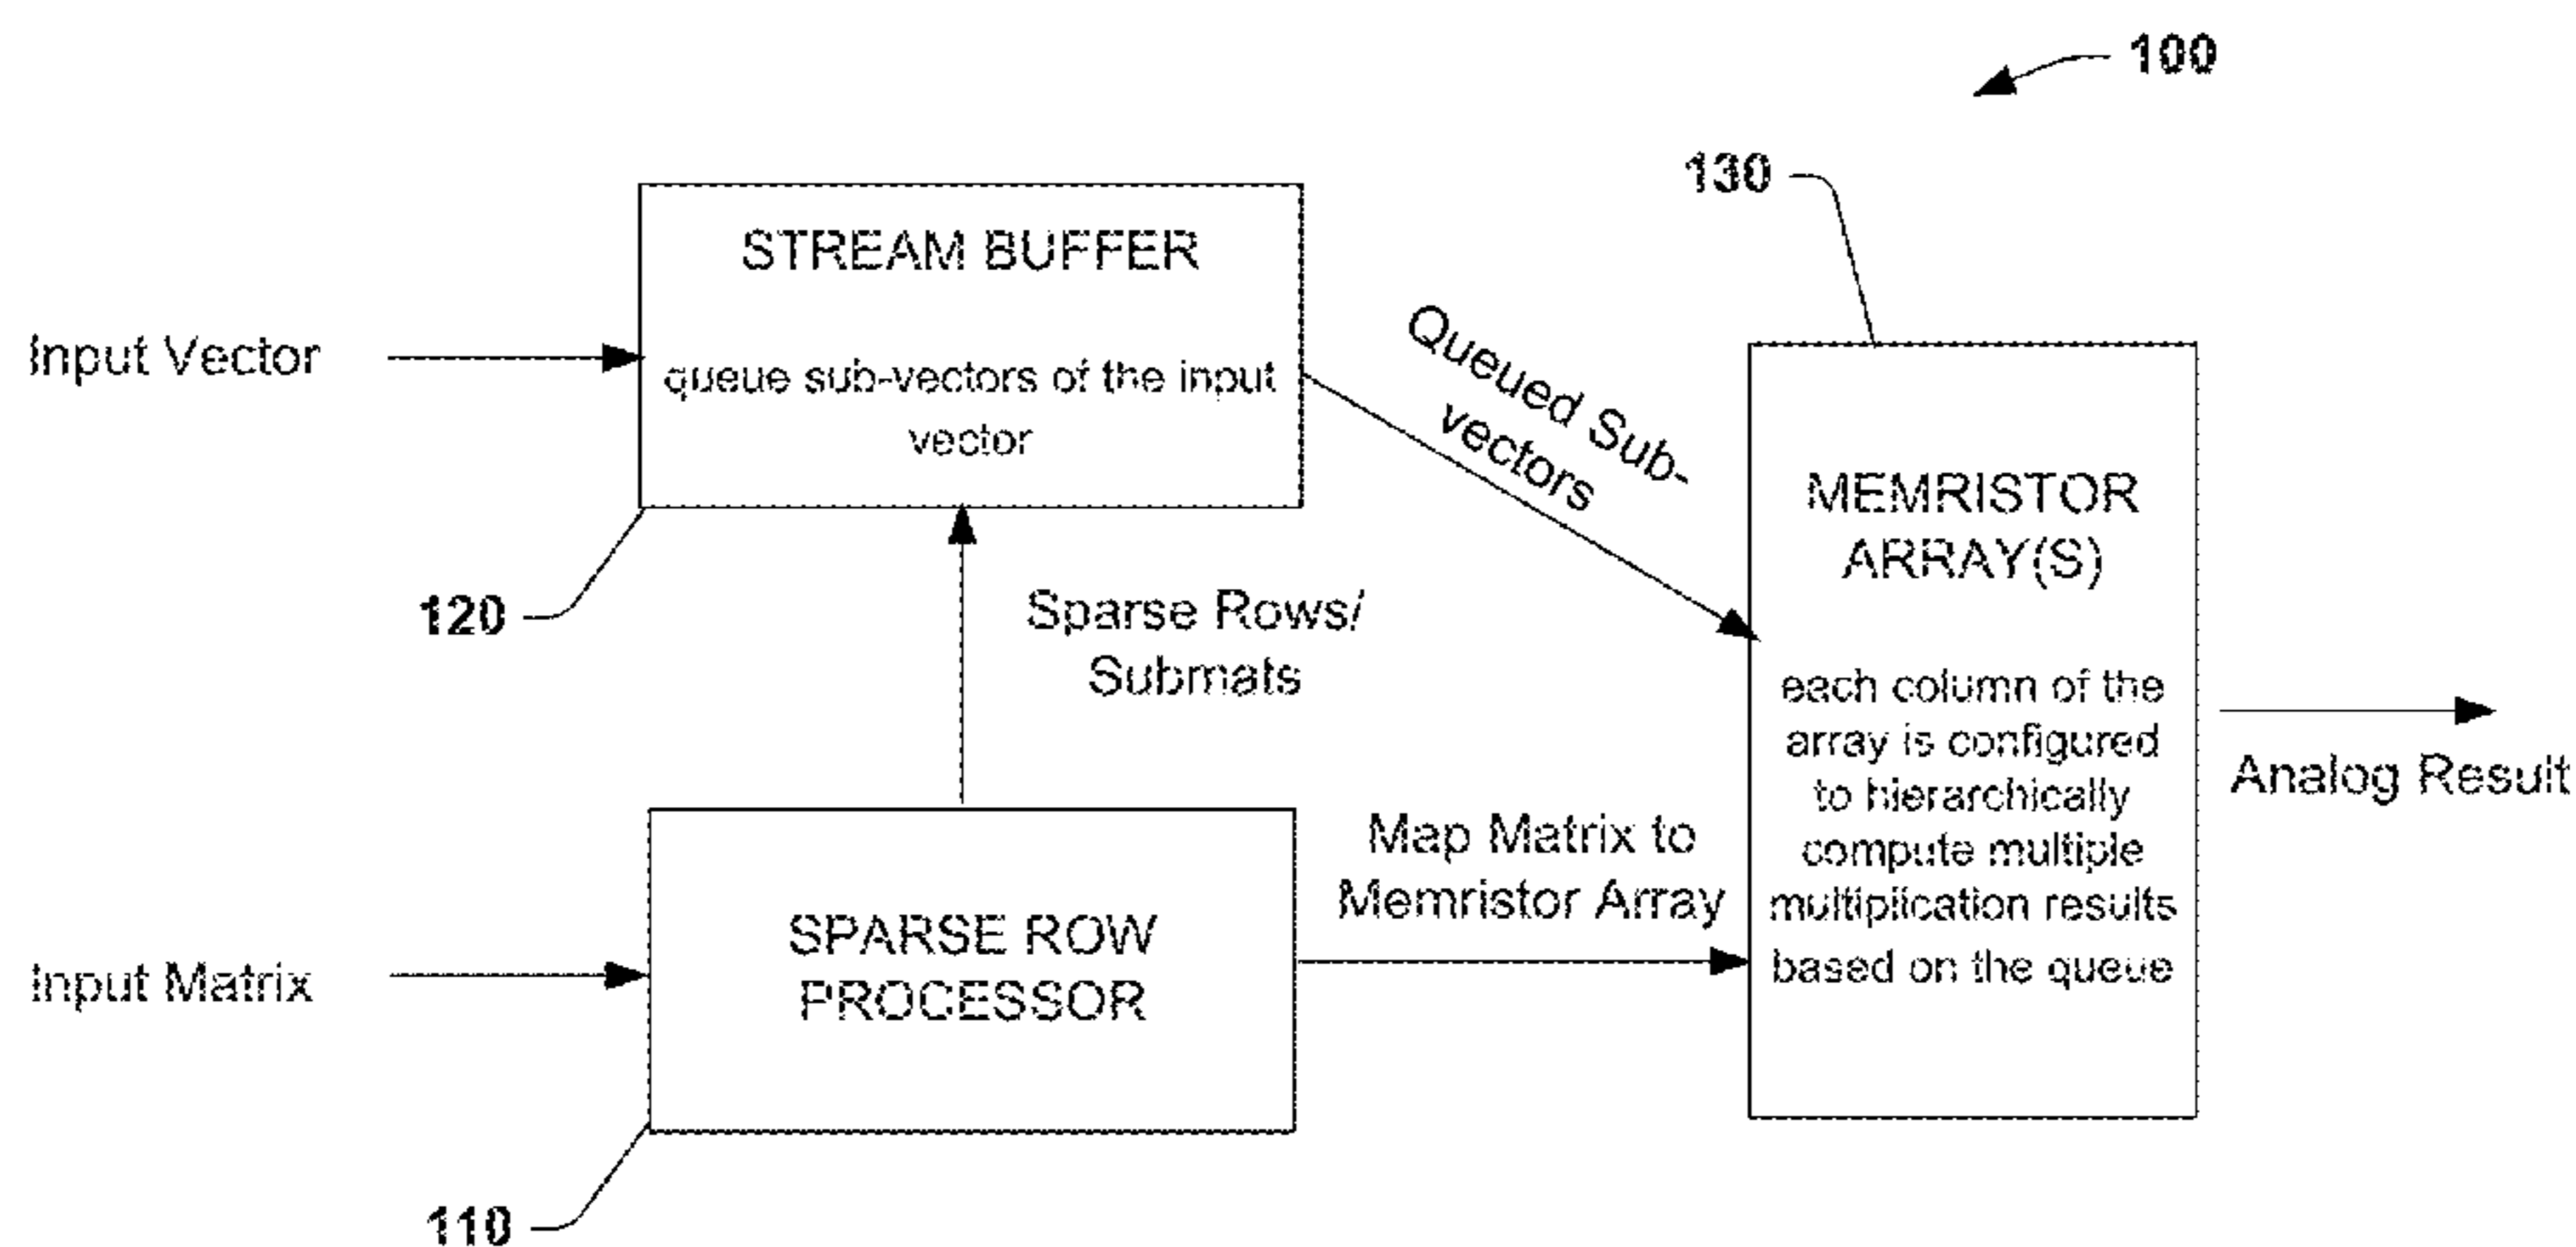 100
130
STREAM BUFFER
queue sub-vectors of the input
vector
Input Vector
Queued Sub-
vectors
120
Sparse Rows/
Submats
MEMRISTOR
ARRAY(S)
each column of the
array is configured
to hierarchically
compute multiple
multiplication results
based on the queue
Analog Result
Map Matrix to
Memristor Array
SPARSE ROW
PROCESSOR
Input Matrix
110